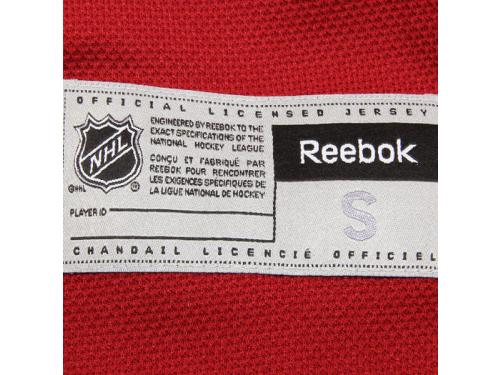 OFFICIAL LICENSED JERSEY
NHL
©NHL
ENGINEERED BY REEBOK TO THE
EXACT SPECIFICATIONS OF THE
NATIONAL HOCKEY LEAGUE
CONÇU ET FABRIQUÉ PAR
REEBOK POUR RENCONTRER
LES EXIGENCES SPÉCIFIQUES DE
LA LIGUE NATIONAL DE HOCKEY
PLAYER ID
Reebok
S
CHANDAIL LICENCIÉ OFFICIEL